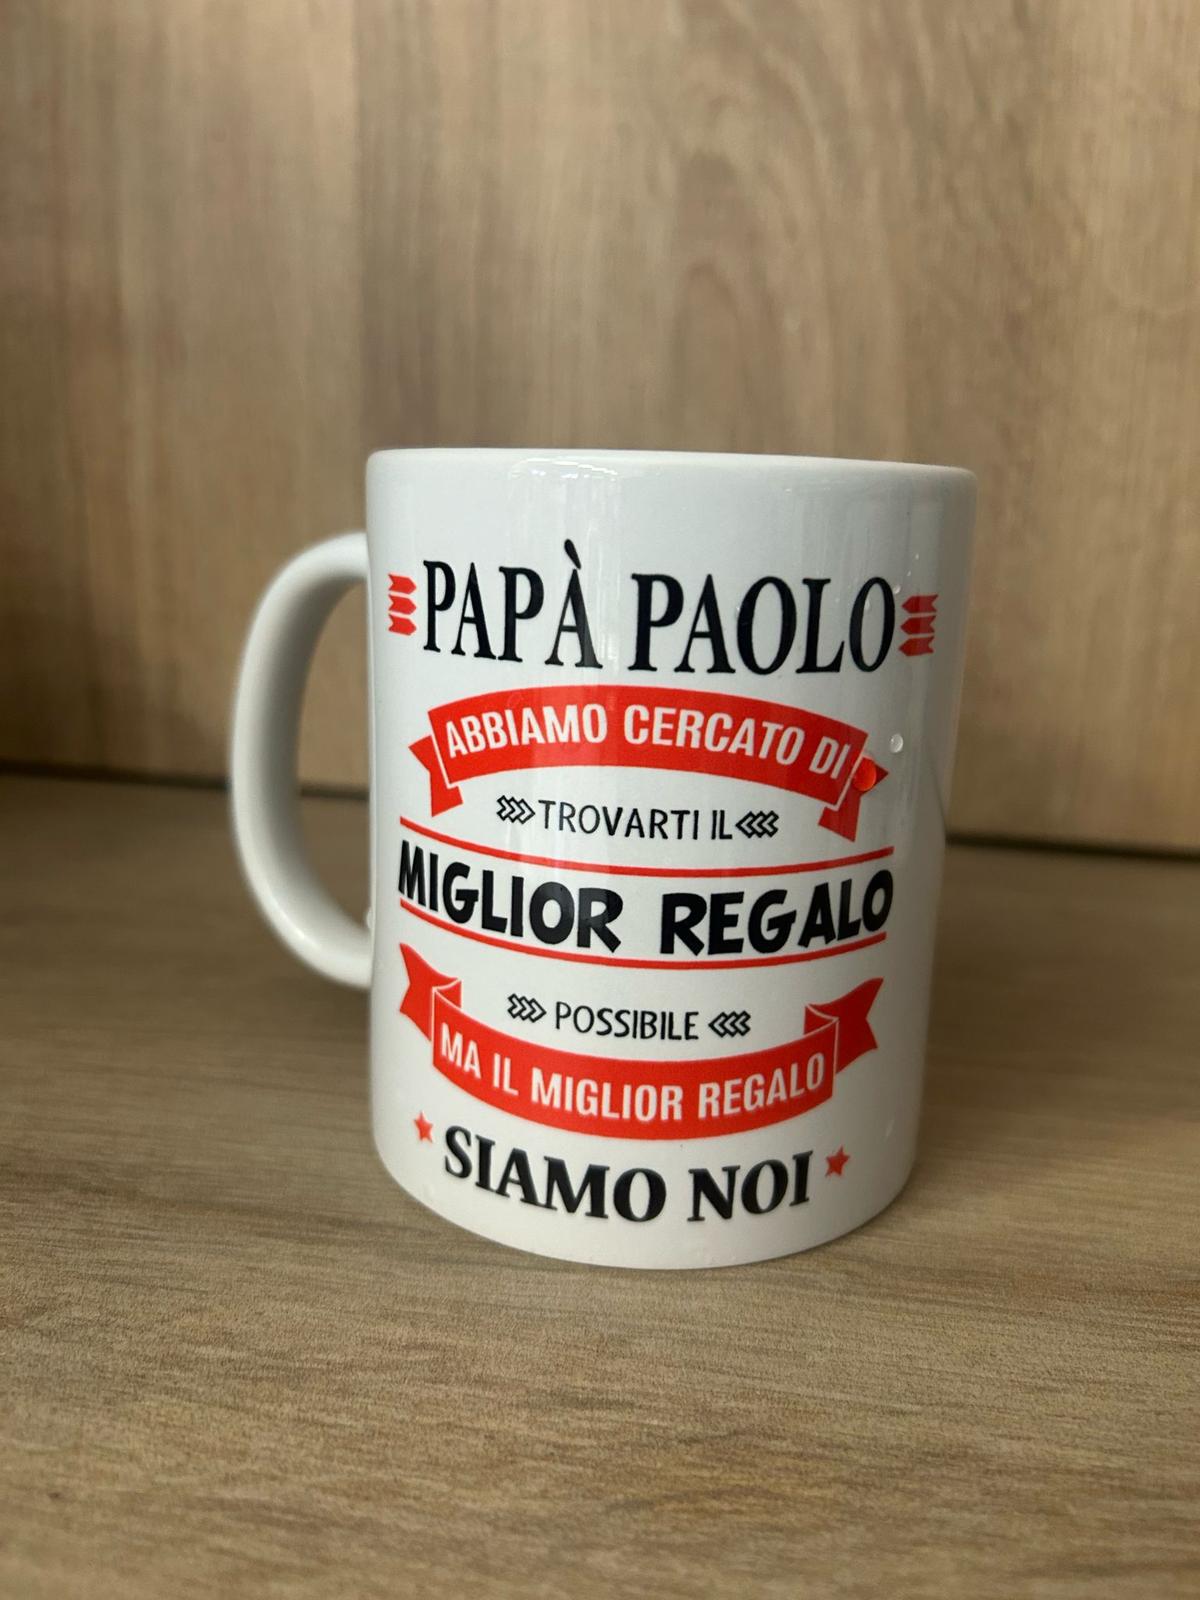 PAPÀ PAOLO
ABBIAMO CERCATO DI
TROVARTI IL
MIGLIOR REGALO
POSSIBILE
MA IL MIGLIOR REGALO
SIAMO NOI